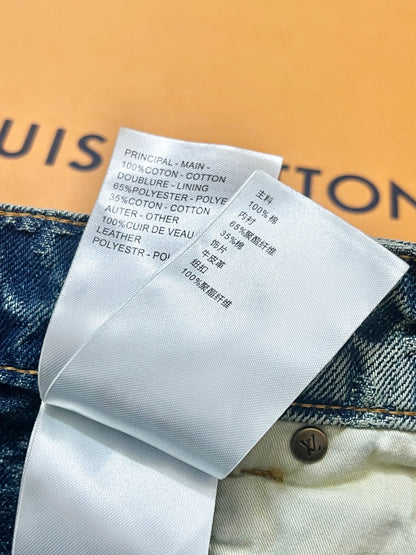 UIS
TTON
PRINCIPAL - MAIN -
100%COTON - COTTON
DOUBLURE - LINING
65%POLYESTER - POLYE
35%COTON - COTTON
AUTER - OTHER
100%CUIR DE VEAU
LEATHER
POLYESTR - PO
主料
100%棉
内衬
65%聚酯纤维
35%棉
饰片
牛皮革
纽扣
100%聚酯纤维
LV